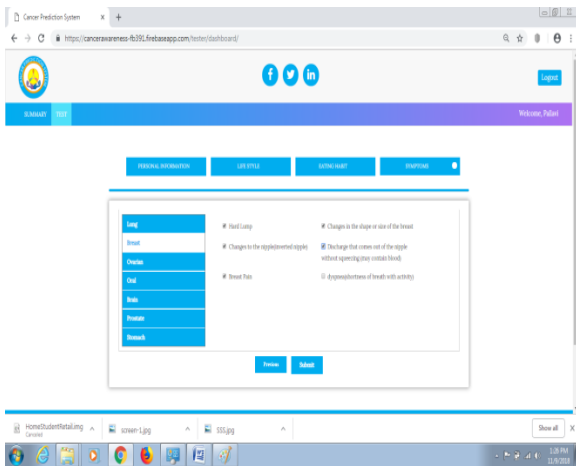 Cancer Prediction System
https://cancerawareness-fb391.firebaseapp.com/tester/dashboard/
Logout
SUMMARY TEST
Welcome, Pallavi
PERSONAL INFORMATION LIFE STYLE EATING HABIT SYMPTOMS
Lung
Breast
Ovarian
Oral
Brain
Prostate
Stomach
Hard Lump
Changes in the shape or size of the breast
Changes to the nipple(inverted nipple)
Discharge that comes out of the nipple
without squeezing(may contain blood)
Breast Pain
dyspnea(shortness of breath with activity)
Previous Submit
HomeStudentRetail.img
Canceled
screen-1.jpg
555.jpg
Show all
1:28 PM
11/9/2018